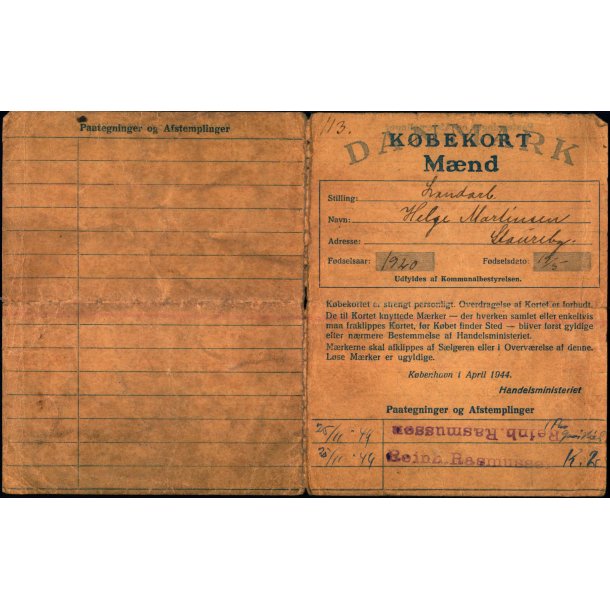 Paategninger og Afstemplinger
113.
DANMARK
KØBEKORT
Mænd
Stilling: Landarb.
Navn: Helge Martinsen
Adresse:
Fødselsaar: 1920 Fødselsdato:
Udfyldes af Kommunalbestyrelsen.
Købekortet er strengt personligt. Overdragelse af Kortet er forbudt.
De til Kortet knyttede Mærker — der hverken samlet eller enkeltvis
maa fraklippes Kortet, før Købet finder Sted — bliver først gyldige
efter nærmere Bestemmelse af Handelsministeriet.
Mærkerne skal afklippes af Sælgeren eller i Overværelse af denne.
Løse Mærker er ugyldige.
København i April 1944.
Handelsministeriet
Paategninger og Afstemplinger
Reinh. Rasmussen
Reinh. Rasmusse